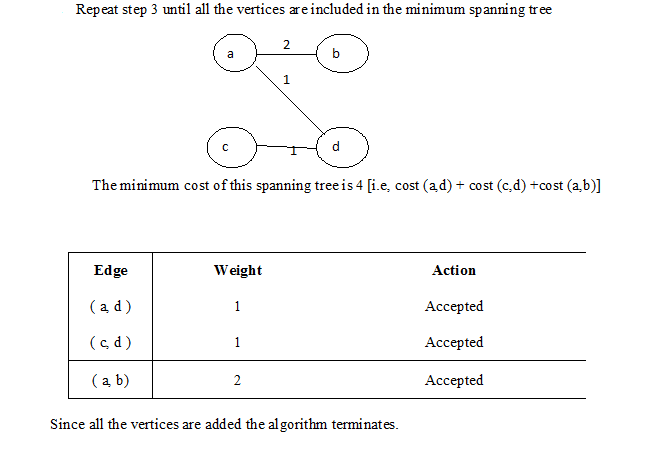 Repeat step 3 until all the vertices are included in the minimum spanning tree
a 2 b
1
c 1 d
The minimum cost of this spanning tree is 4 [i.e, cost (a,d) + cost (c,d) +cost (a,b)]
Edge Weight Action
( a, d ) 1 Accepted
( c, d ) 1 Accepted
( a, b) 2 Accepted
Since all the vertices are added the algorithm terminates.